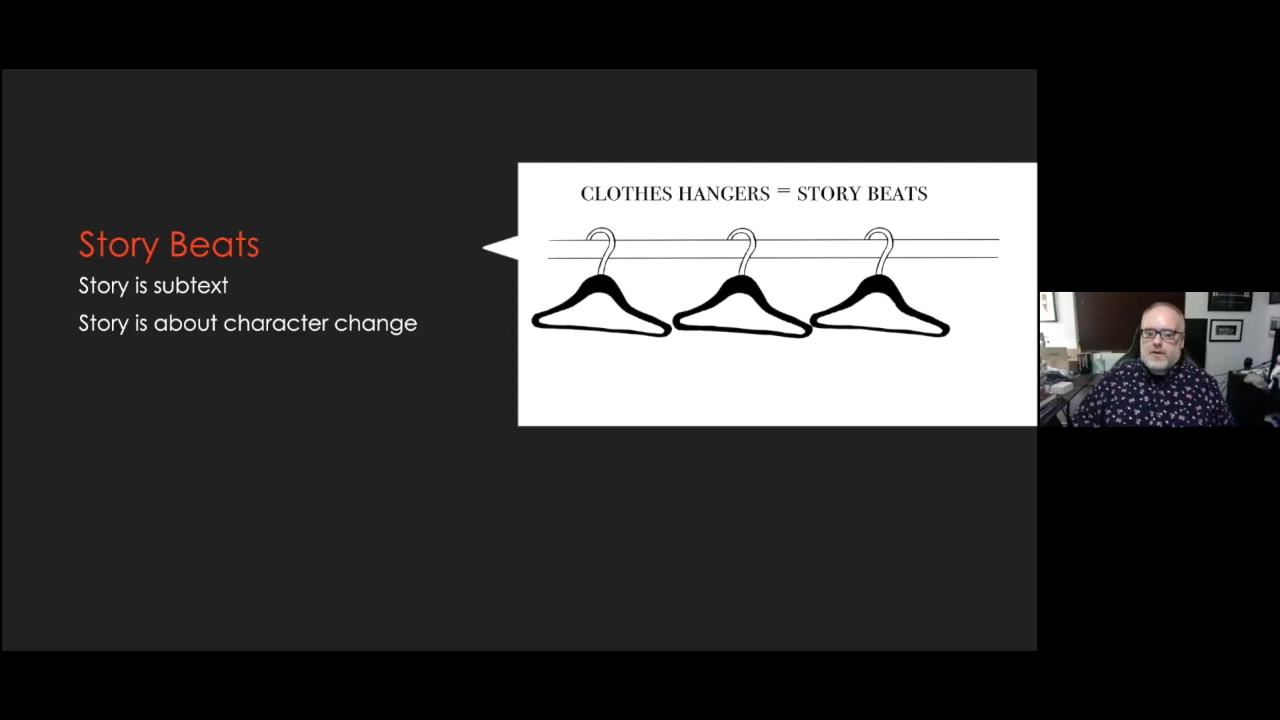 Story Beats
Story is subtext
Story is about character change
CLOTHES HANGERS = STORY BEATS